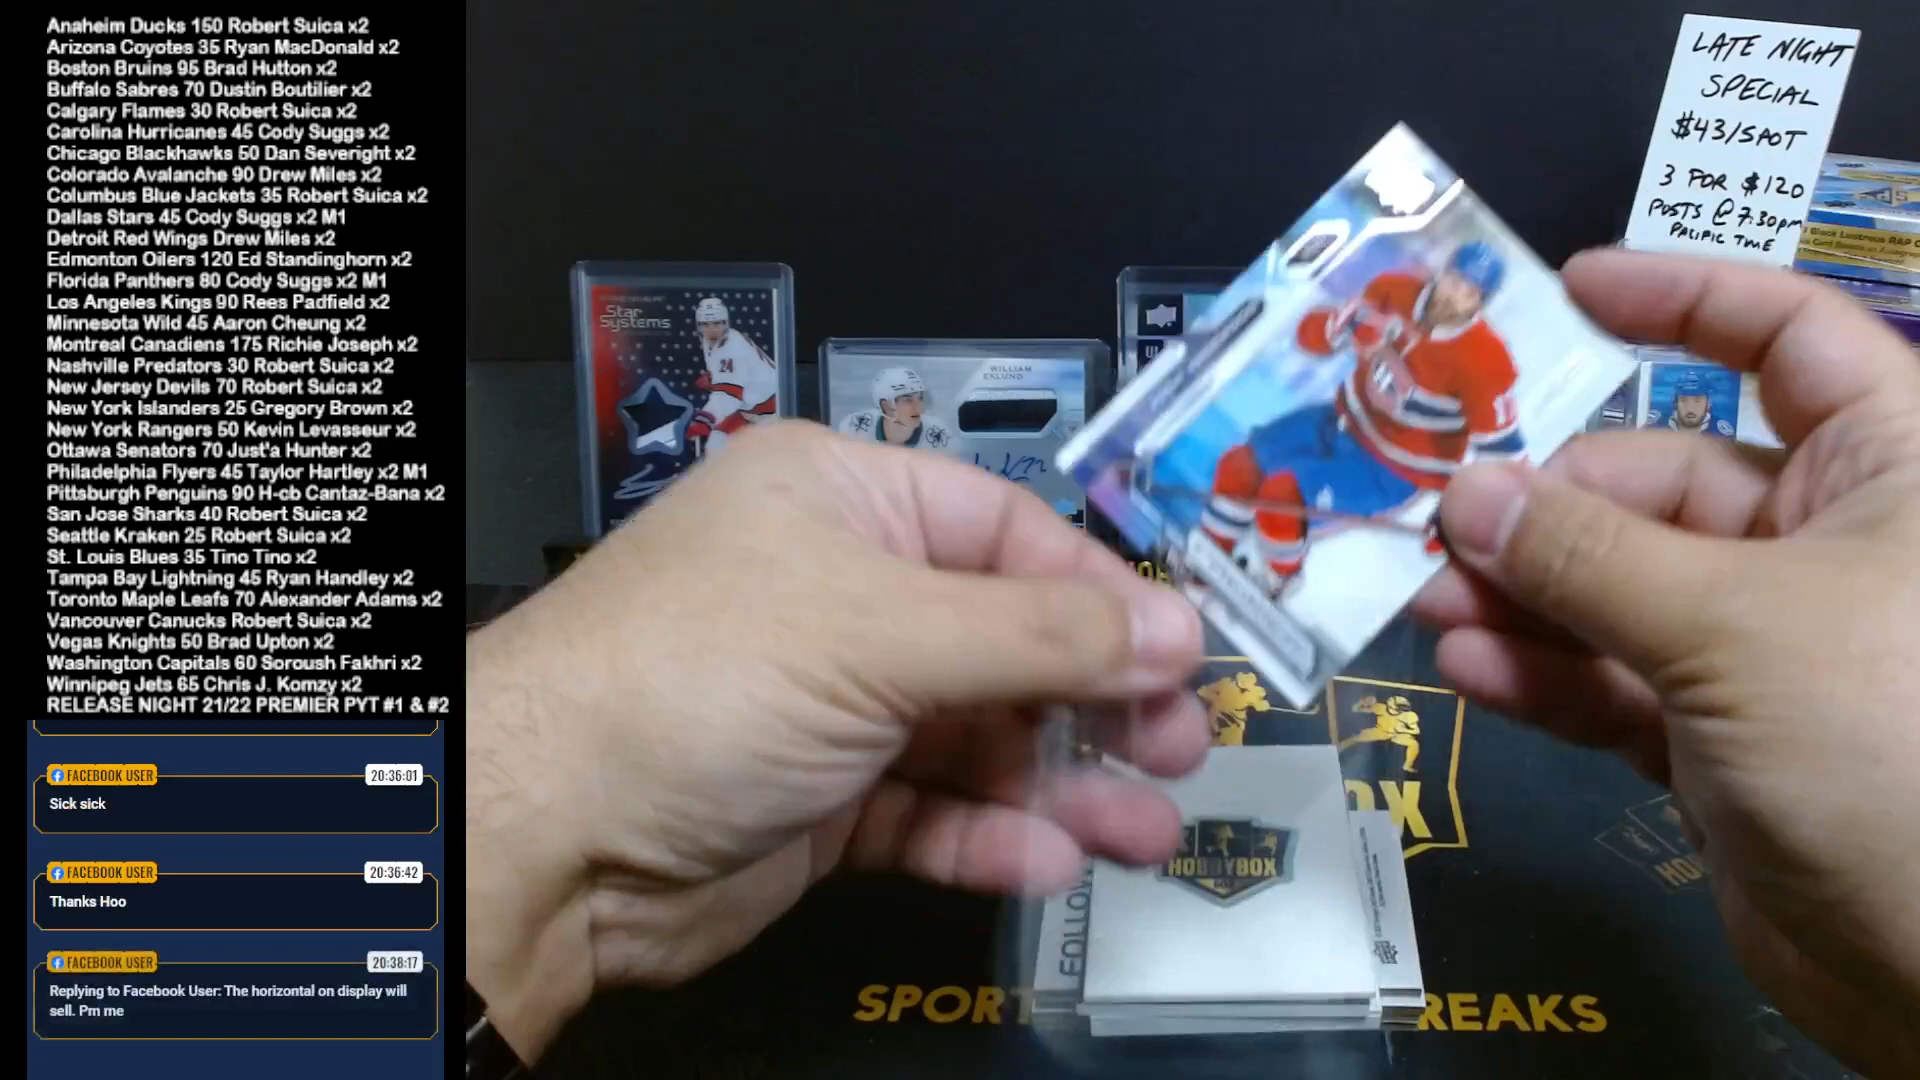 Anaheim Ducks 150 Robert Suica x2
Arizona Coyotes 35 Ryan MacDonald x2
Boston Bruins 95 Brad Hutton x2
Buffalo Sabres 70 Dustin Boutilier x2
Calgary Flames 30 Robert Suica x2
Carolina Hurricanes 45 Cody Suggs x2
Chicago Blackhawks 50 Dan Severight x2
Colorado Avalanche 90 Drew Miles x2
Columbus Blue Jackets 35 Robert Suica x2
Dallas Stars 45 Cody Suggs x2 M1
Detroit Red Wings Drew Miles x2
Edmonton Oilers 120 Ed Standinghorn x2
Florida Panthers 80 Cody Suggs x2 M1
Los Angeles Kings 90 Rees Padfield x2
Minnesota Wild 45 Aaron Cheung x2
Montreal Canadiens 175 Richie Joseph x2
Nashville Predators 30 Robert Suica x2
New Jersey Devils 70 Robert Suica x2
New York Islanders 25 Gregory Brown x2
New York Rangers 50 Kevin Levasseur x2
Ottawa Senators 70 Just'a Hunter x2
Philadelphia Flyers 45 Taylor Hartley x2 M1
Pittsburgh Penguins 90 H-cb Cantaz-Bana x2
San Jose Sharks 40 Robert Suica x2
Seattle Kraken 25 Robert Suica x2
St. Louis Blues 35 Tino Tino x2
Tampa Bay Lightning 45 Ryan Handley x2
Toronto Maple Leafs 70 Alexander Adams x2
Vancouver Canucks Robert Suica x2
Vegas Knights 50 Brad Upton x2
Washington Capitals 60 Soroush Fakhri x2
Winnipeg Jets 65 Chris J. Komzy x2
RELEASE NIGHT 21/22 PREMIER PYT #1 & #2
FACEBOOK USER 20:36:01
Sick sick
FACEBOOK USER 20:36:42
Thanks Hoo
FACEBOOK USER 20:38:17
Replying to Facebook User: The horizontal on display will
sell. Pm me
LATE NIGHT
SPECIAL
$43/SPOT
3 FOR $120
POSTS @ 7:30pm
PACIFIC TIME
Star
Systems
24
WILLIAM
EKLUND
HOBBYBOX
FOLLOW
SPORT
REAKS